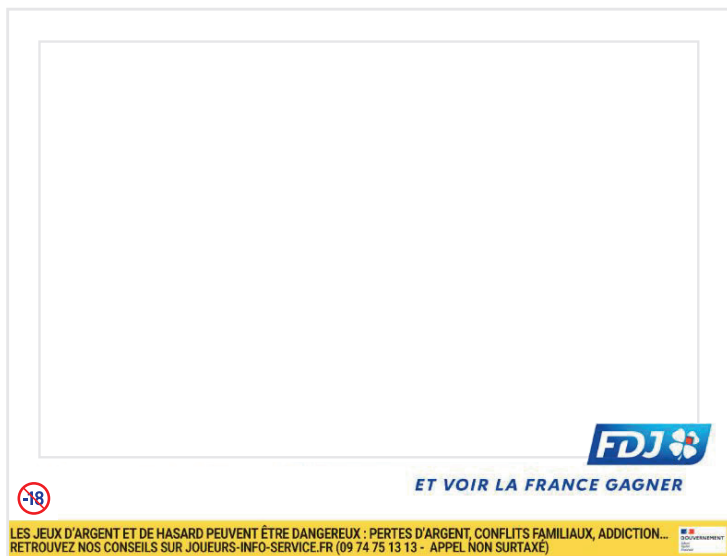 FDJ
ET VOIR LA FRANCE GAGNER
-18
LES JEUX D'ARGENT ET DE HASARD PEUVENT ÊTRE DANGEREUX : PERTES D'ARGENT, CONFLITS FAMILIAUX, ADDICTION...
RETROUVEZ NOS CONSEILS SUR JOUEURS-INFO-SERVICE.FR (09 74 75 13 13 - APPEL NON SURTAXÉ)
GOUVERNEMENT